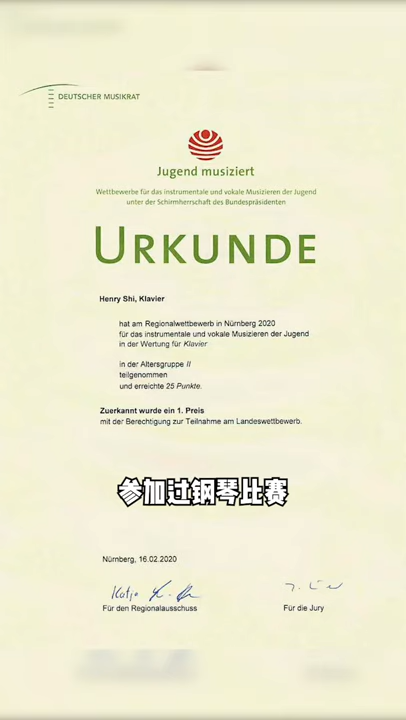 DEUTSCHER MUSIKRAT
Jugend musiziert
Wettbewerbe für das instrumentale und vokale Musizieren der Jugend
unter der Schirmherrschaft des Bundespräsidenten
URKUNDE
Henry Shi, Klavier
hat am Regionalwettbewerb in Nürnberg 2020
für das instrumentale und vokale Musizieren der Jugend
in der Wertung für Klavier
in der Altersgruppe II
teilgenommen
und erreichte 25 Punkte.
Zuerkannt wurde ein 1. Preis
mit der Berechtigung zur Teilnahme am Landeswettbewerb.
参加过钢琴比赛
Nürnberg, 16.02.2020
Katja
Für den Regionalausschuss Für die Jury